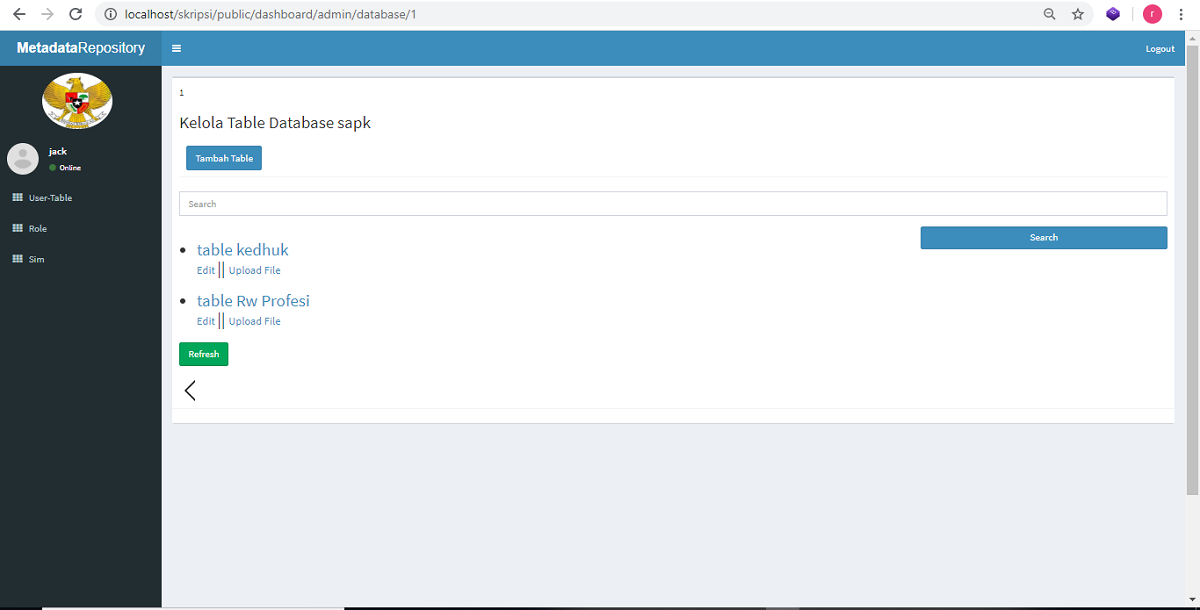 localhost/skripsi/public/dashboard/admin/database/1
r
MetadataRepository
Logout
jack
Online
User-Table
Role
Sim
1
Kelola Table Database sapk
Tambah Table
Search
Search
table kedhuk
Edit || Upload File
table Rw Profesi
Edit || Upload File
Refresh